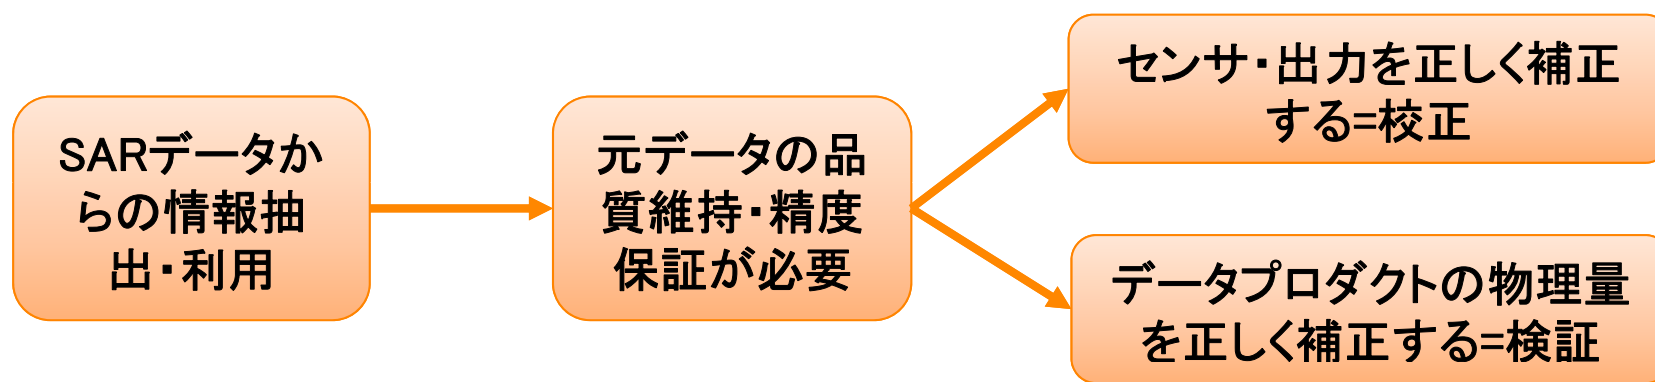 SARデータか
らの情報抽
出・利用
元データの品
質維持・精度
保証が必要
センサ・出力を正しく補正
する=校正
データプロダクトの物理量
を正しく補正する=検証